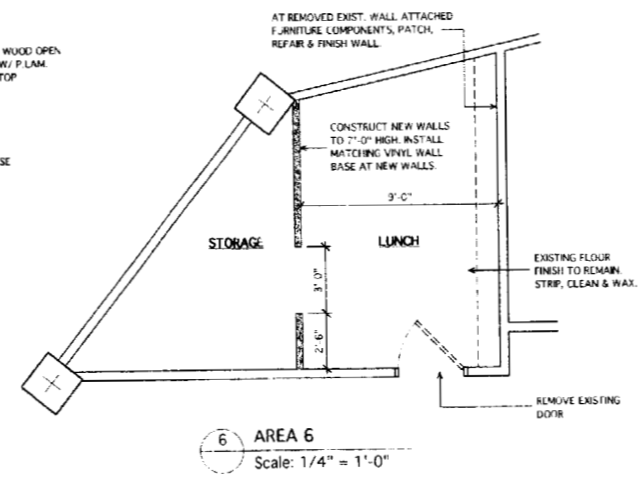 WOOD OPEN
W/ P.LAM.
TOP
SE
AT REMOVED EXIST. WALL ATTACHED
FURNITURE COMPONENTS, PATCH,
REPAIR & FINISH WALL.
CONSTRUCT NEW WALLS
TO 7'-0" HIGH. INSTALL
MATCHING VINYL WALL
BASE AT NEW WALLS.
9'-0"
STORAGE
LUNCH
3' 0"
2' 6"
EXISTING FLOOR
FINISH TO REMAIN.
STRIP, CLEAN & WAX.
REMOVE EXISTING
DOOR
6 AREA 6
Scale: 1/4" = 1'-0"